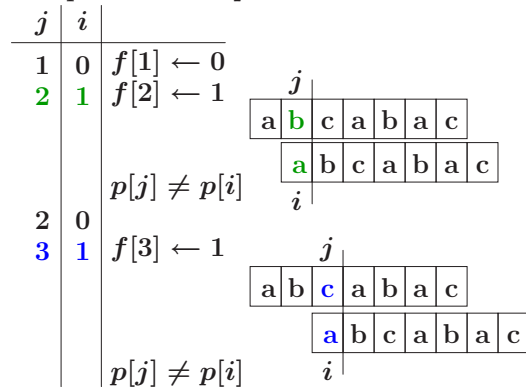 j i
1 0 f[1] ← 0
2 1 f[2] ← 1
j
a b c a b a c
a b c a b a c
p[j] ≠ p[i]
i
2 0
3 1 f[3] ← 1
j
a b c a b a c
a b c a b a c
p[j] ≠ p[i]
i